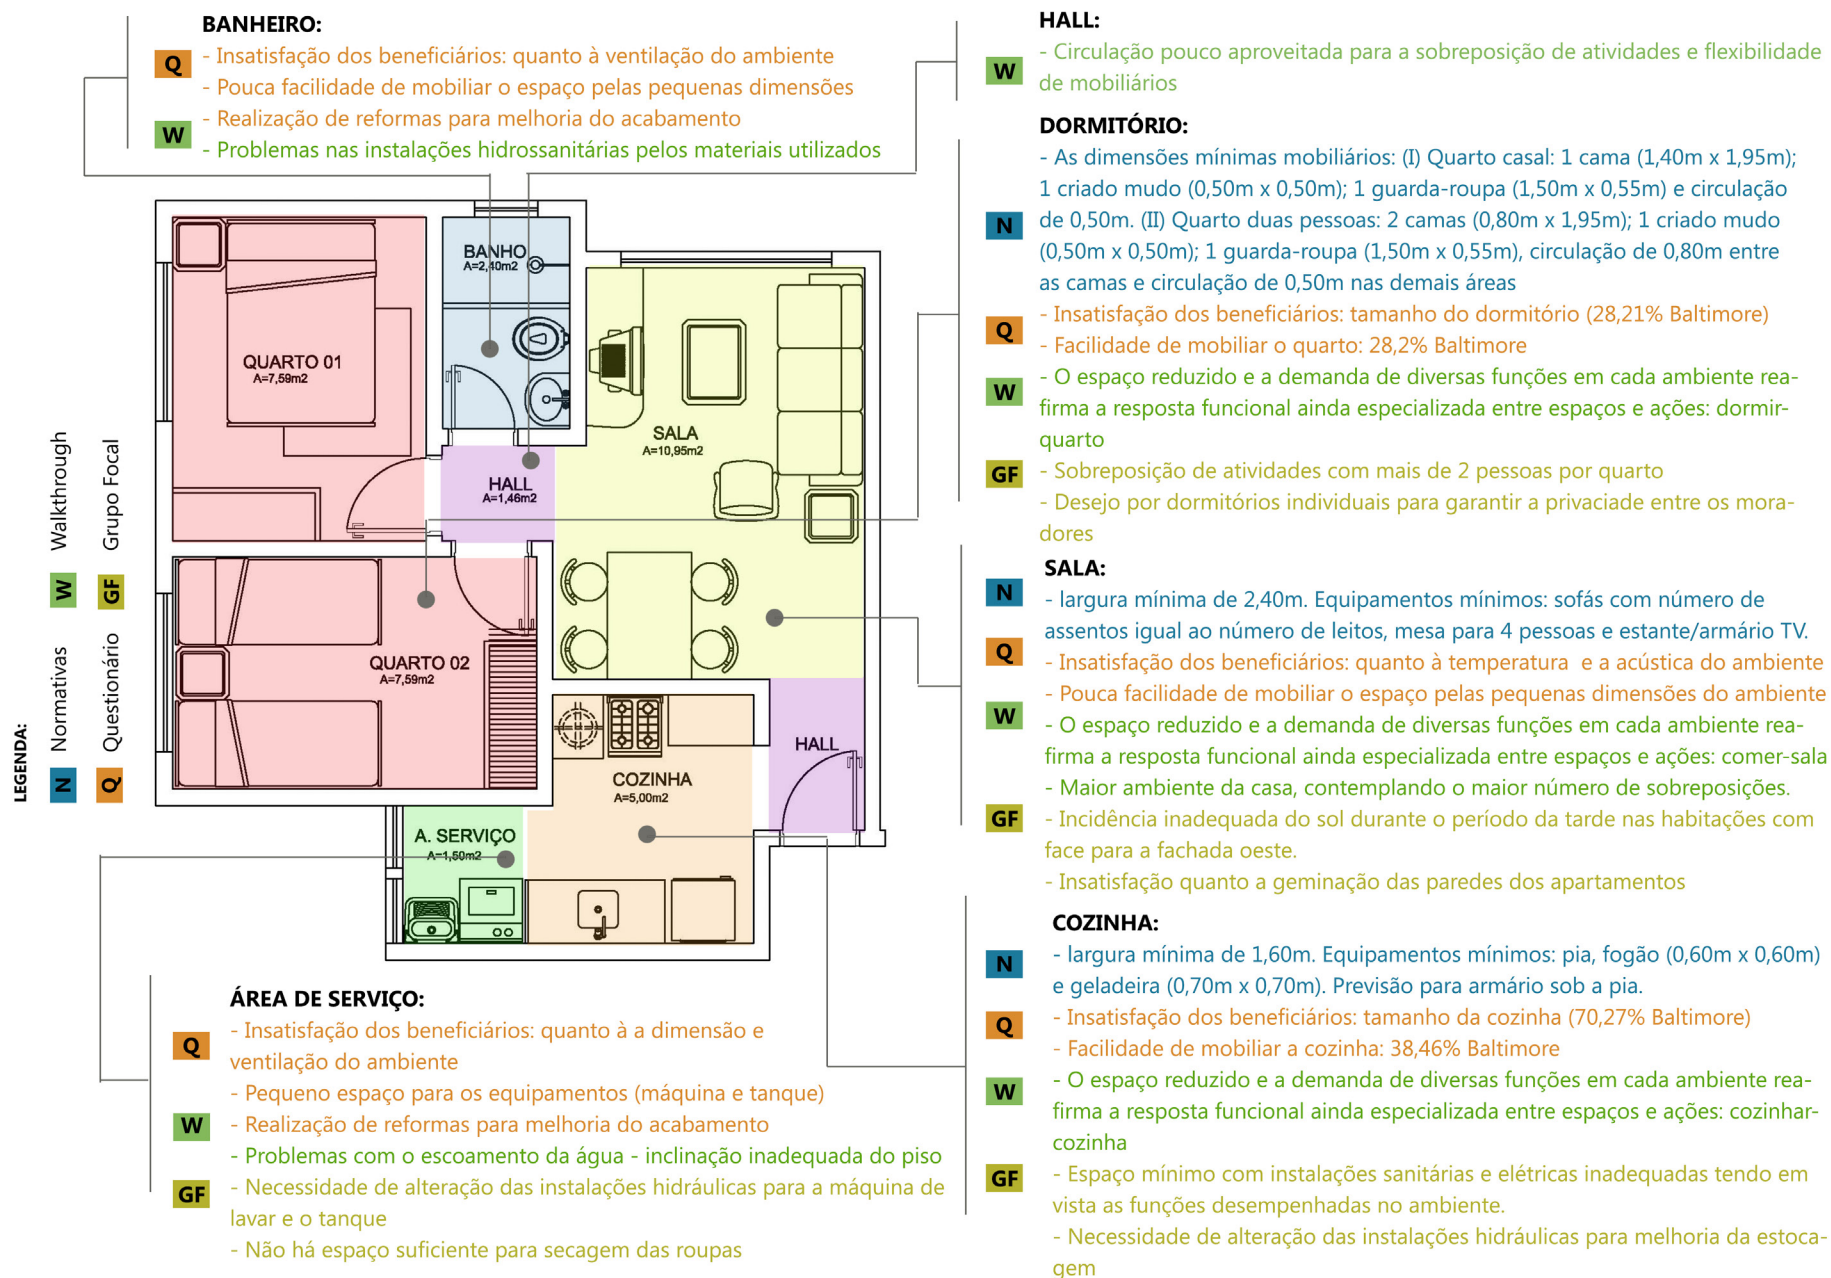 BANHEIRO:
Q
- Insatisfação dos beneficiários: quanto à ventilação do ambiente
- Pouca facilidade de mobiliar o espaço pelas pequenas dimensões
- Realização de reformas para melhoria do acabamento
W
- Problemas nas instalações hidrossanitárias pelos materiais utilizados
HALL:
W
- Circulação pouco aproveitada para a sobreposição de atividades e flexibilidade
de mobiliários
DORMITÓRIO:
N
- As dimensões mínimas mobiliários: (I) Quarto casal: 1 cama (1,40m x 1,95m);
1 criado mudo (0,50m x 0,50m); 1 guarda-roupa (1,50m x 0,55m) e circulação
de 0,50m. (II) Quarto duas pessoas: 2 camas (0,80m x 1,95m); 1 criado mudo
(0,50m x 0,50m); 1 guarda-roupa (1,50m x 0,55m), circulação de 0,80m entre
as camas e circulação de 0,50m nas demais áreas
Q
- Insatisfação dos beneficiários: tamanho do dormitório (28,21% Baltimore)
- Facilidade de mobiliar o quarto: 28,2% Baltimore
W
- O espaço reduzido e a demanda de diversas funções em cada ambiente rea-
firma a resposta funcional ainda especializada entre espaços e ações: dormir-
quarto
GF
- Sobreposição de atividades com mais de 2 pessoas por quarto
- Desejo por dormitórios individuais para garantir a privaciade entre os mora-
dores
SALA:
N
- largura mínima de 2,40m. Equipamentos mínimos: sofás com número de
assentos igual ao número de leitos, mesa para 4 pessoas e estante/armário TV.
Q
- Insatisfação dos beneficiários: quanto à temperatura e a acústica do ambiente
- Pouca facilidade de mobiliar o espaço pelas pequenas dimensões do ambiente
W
- O espaço reduzido e a demanda de diversas funções em cada ambiente rea-
firma a resposta funcional ainda especializada entre espaços e ações: comer-sala
- Maior ambiente da casa, contemplando o maior número de sobreposições.
GF
- Incidência inadequada do sol durante o período da tarde nas habitações com
face para a fachada oeste.
- Insatisfação quanto a geminação das paredes dos apartamentos
COZINHA:
N
- largura mínima de 1,60m. Equipamentos mínimos: pia, fogão (0,60m x 0,60m)
e geladeira (0,70m x 0,70m). Previsão para armário sob a pia.
Q
- Insatisfação dos beneficiários: tamanho da cozinha (70,27% Baltimore)
- Facilidade de mobiliar a cozinha: 38,46% Baltimore
W
- O espaço reduzido e a demanda de diversas funções em cada ambiente rea-
firma a resposta funcional ainda especializada entre espaços e ações: cozinhar-
cozinha
GF
- Espaço mínimo com instalações sanitárias e elétricas inadequadas tendo em
vista as funções desempenhadas no ambiente.
- Necessidade de alteração das instalações hidráulicas para melhoria da estoca-
gem
BANHO
A=2,40m2
QUARTO 01
A=7,59m2
SALA
A=10,95m2
HALL
A=1,46m2
QUARTO 02
A=7,59m2
HALL
COZINHA
A=5,00m2
A. SERVIÇO
A=1,50m2
LEGENDA:
N Normativas
W Walkthrough
Q Questionário
GF Grupo Focal
ÁREA DE SERVIÇO:
Q
- Insatisfação dos beneficiários: quanto à a dimensão e
ventilação do ambiente
- Pequeno espaço para os equipamentos (máquina e tanque)
- Realização de reformas para melhoria do acabamento
W
- Problemas com o escoamento da água - inclinação inadequada do piso
GF
- Necessidade de alteração das instalações hidráulicas para a máquina de
lavar e o tanque
- Não há espaço suficiente para secagem das roupas